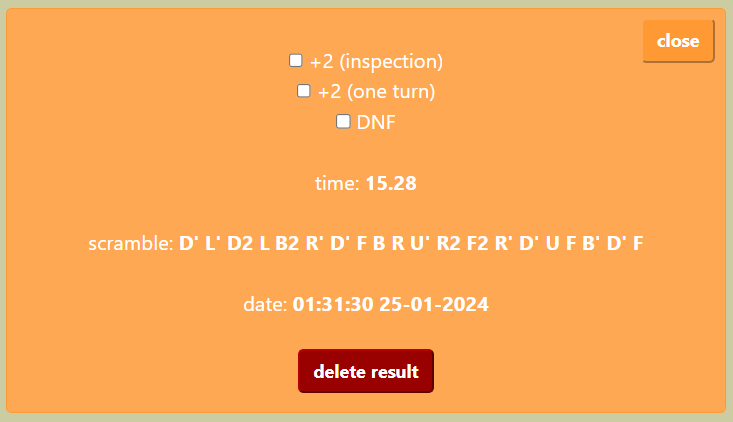 close
+2 (inspection)
+2 (one turn)
DNF
time: 15.28
scramble: D' L' D2 L B2 R' D' F B R U' R2 F2 R' D' U F B' D' F
date: 01:31:30 25-01-2024
delete result